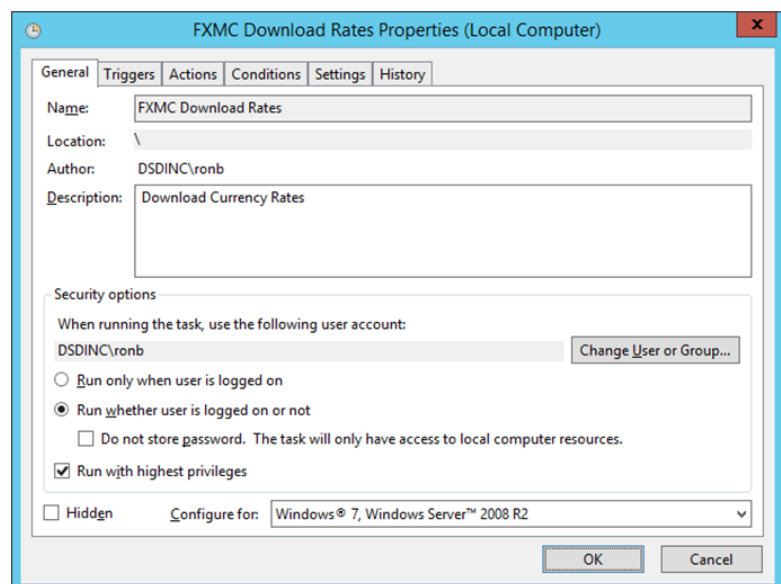 FXMC Download Rates Properties (Local Computer)
x
General Triggers Actions Conditions Settings History
Name: FXMC Download Rates
Location: \
Author: DSDINC\ronb
Description: Download Currency Rates
Security options
When running the task, use the following user account:
DSDINC\ronb Change User or Group...
Run only when user is logged on
Run whether user is logged on or not
Do not store password. The task will only have access to local computer resources.
Run with highest privileges
Hidden Configure for: Windows® 7, Windows Server™ 2008 R2
OK Cancel